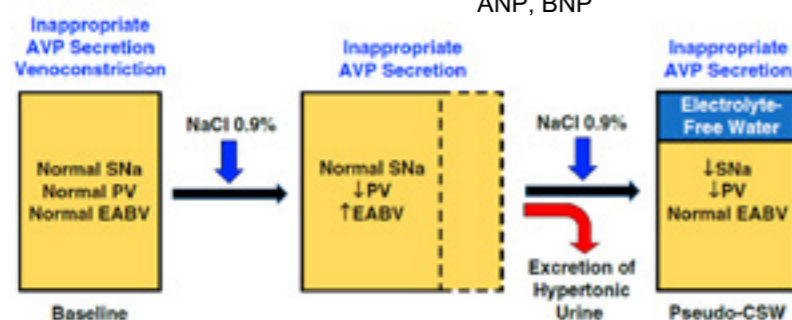 ANP, BNP
Inappropriate
AVP Secretion
Venoconstriction
Inappropriate
AVP Secretion
Inappropriate
AVP Secretion
NaCl 0.9%
NaCl 0.9%
Electrolyte-
Free Water
Normal SNa
Normal PV
Normal EABV
Normal SNa
↓PV
↑EABV
↓SNa
↓PV
Normal EABV
Excretion of
Hypertonic
Urine
Baseline
Pseudo-CSW